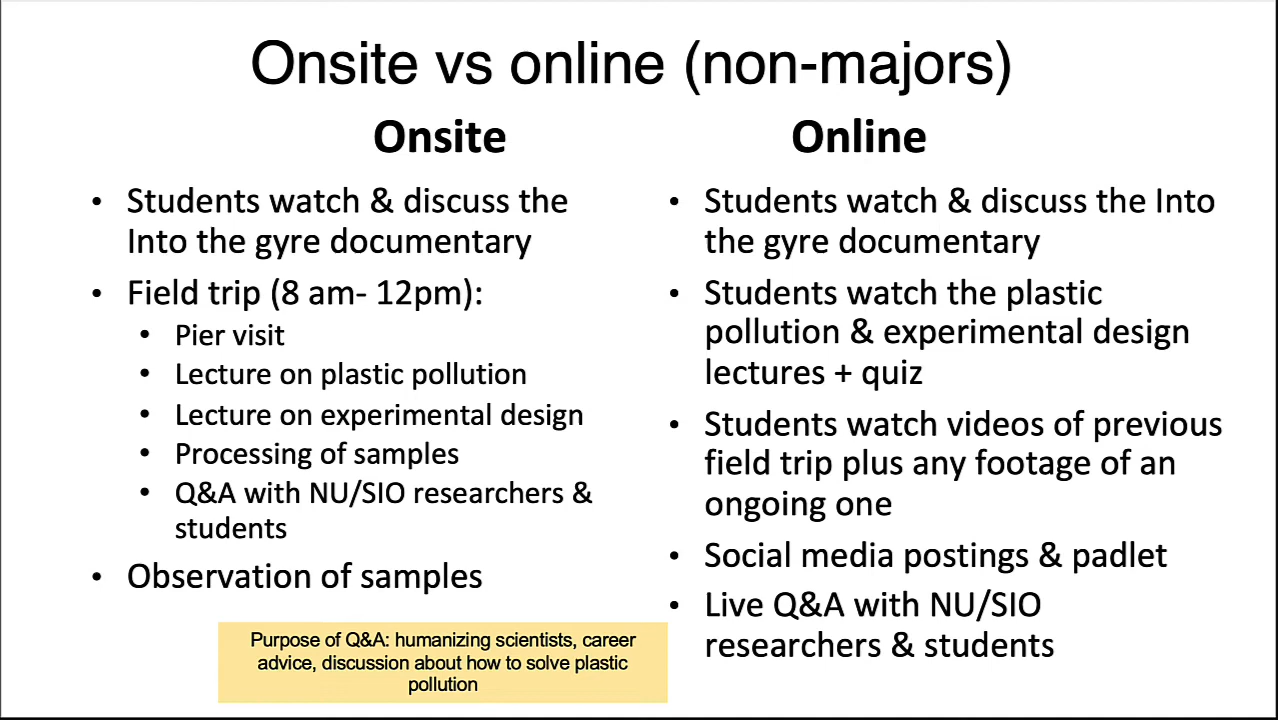 Onsite vs online (non-majors)
Onsite
• Students watch & discuss the
Into the gyre documentary
• Field trip (8 am- 12pm):
• Pier visit
• Lecture on plastic pollution
• Lecture on experimental design
• Processing of samples
• Q&A with NU/SIO researchers &
students
• Observation of samples
Purpose of Q&A: humanizing scientists, career
advice, discussion about how to solve plastic
pollution
Online
• Students watch & discuss the Into
the gyre documentary
• Students watch the plastic
pollution & experimental design
lectures + quiz
• Students watch videos of previous
field trip plus any footage of an
ongoing one
• Social media postings & padlet
• Live Q&A with NU/SIO
researchers & students